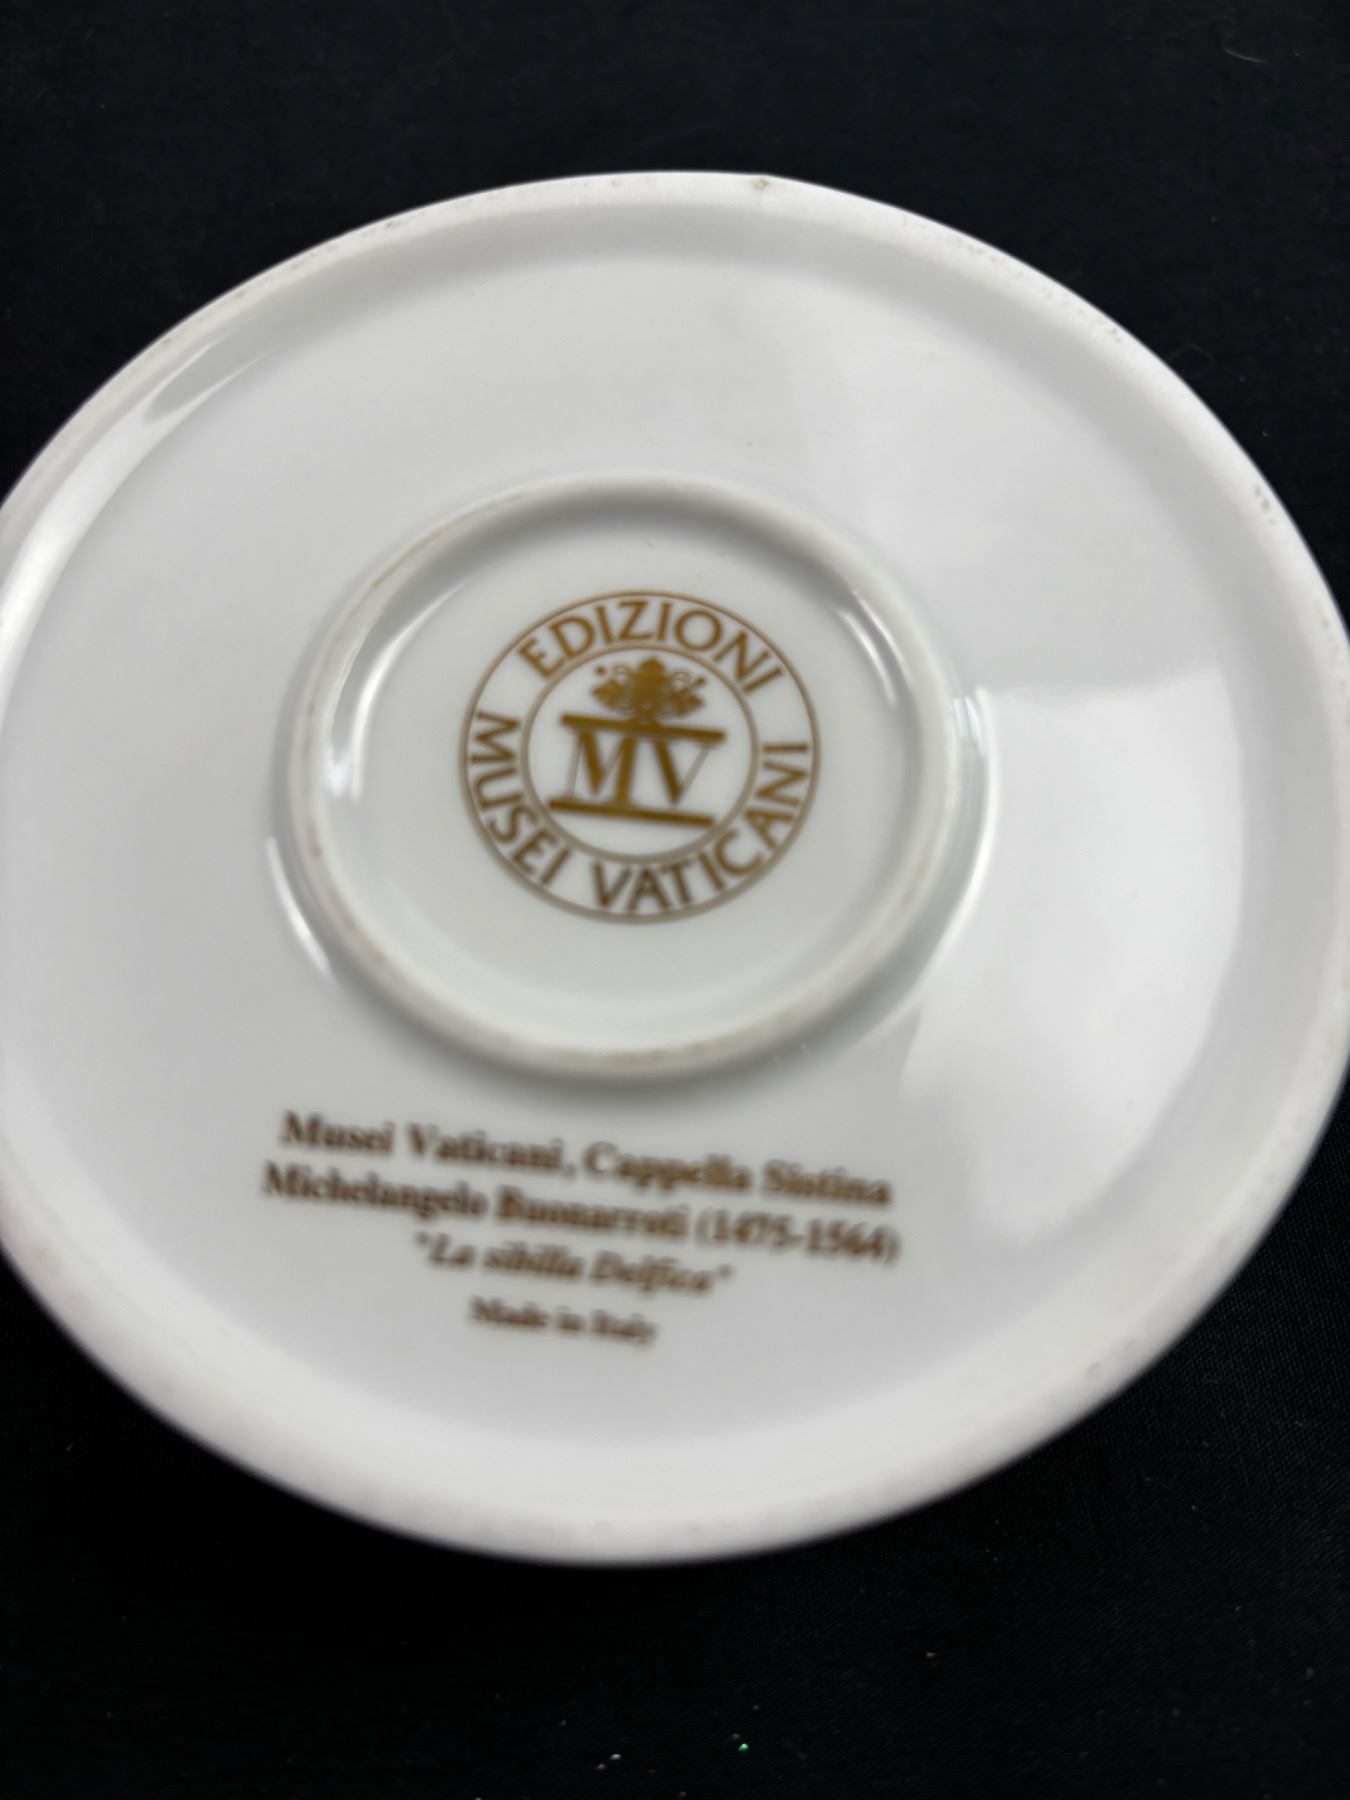 EDIZIONI
MUSEI VATICANI
MV
Musei Vaticani, Cappella Sistina
Michelangelo Buonarroti (1475-1564)
"La sibilla Delfica"
Made in Italy